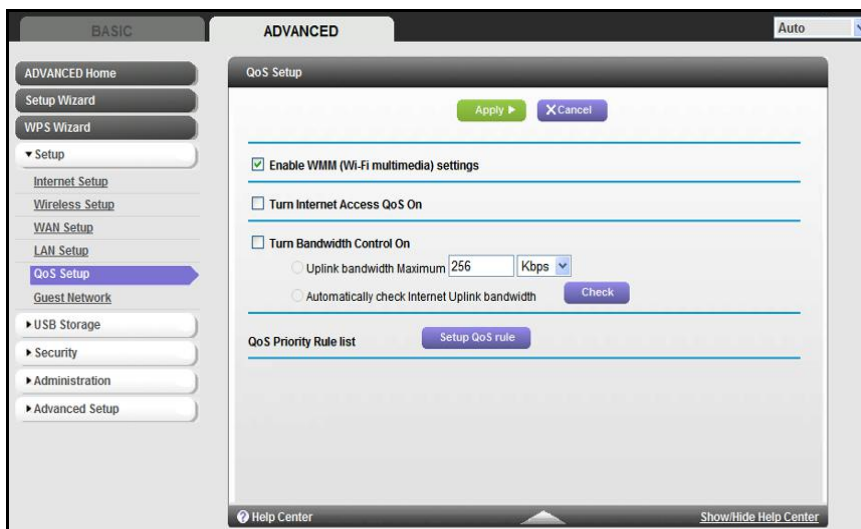 BASIC
ADVANCED
Auto
ADVANCED Home
Setup Wizard
WPS Wizard
Setup
Internet Setup
Wireless Setup
WAN Setup
LAN Setup
QoS Setup
Guest Network
USB Storage
Security
Administration
Advanced Setup
QoS Setup
Apply
X Cancel
Enable WMM (Wi-Fi multimedia) settings
Turn Internet Access QoS On
Turn Bandwidth Control On
Uplink bandwidth Maximum 256 Kbps
Automatically check Internet Uplink bandwidth Check
QoS Priority Rule list Setup QoS rule
? Help Center Show/Hide Help Center